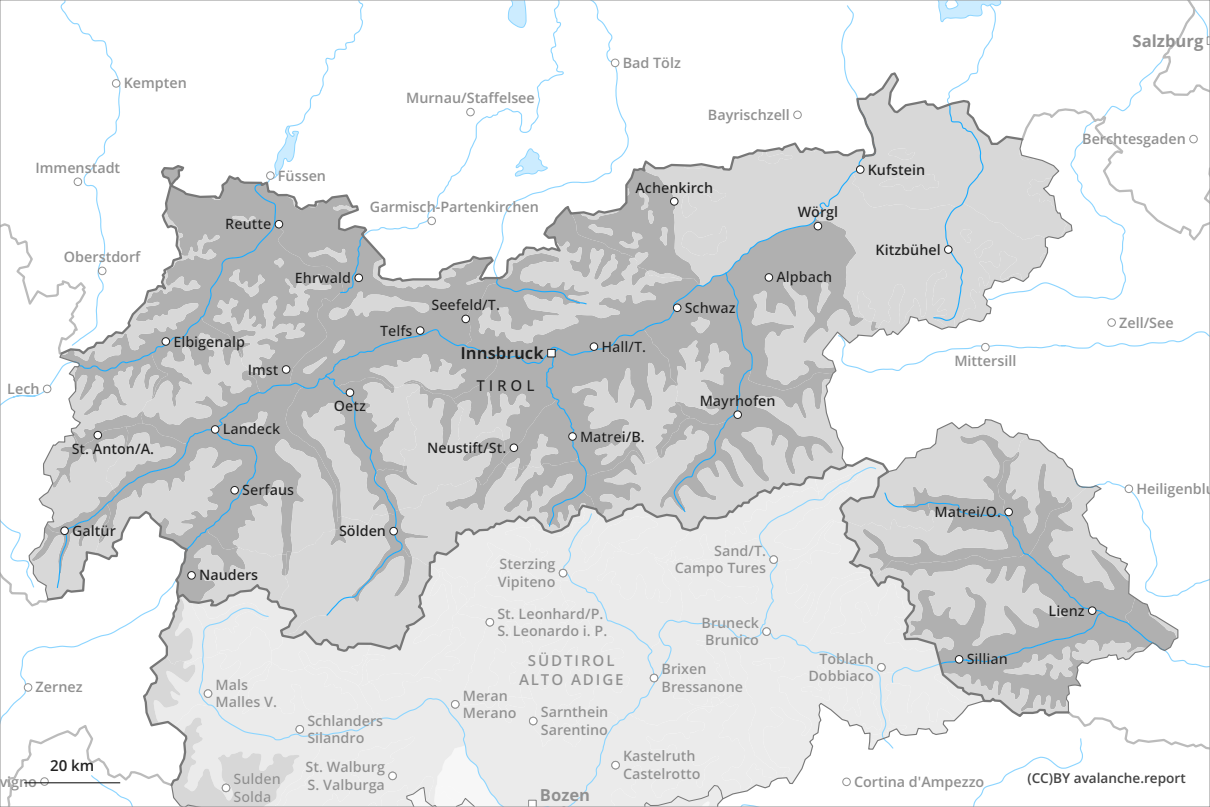 Salzburg
Bad Tölz
Kempten
Murnau/Staffelsee
Bayrischzell
Berchtesgaden
Immenstadt
Füssen
Kufstein
Achenkirch
Garmisch-Partenkirchen
Wörgl
Reutte
Kitzbühel
Oberstdorf
Ehrwald
Alpbach
Seefeld/T.
Schwaz
Zell/See
Telfs
Elbigenalp
Innsbruck
Hall/T.
Mittersill
Imst
TIROL
Lech
Oetz
Mayrhofen
Landeck
Matrei/B.
St. Anton/A.
Neustift/St.
Serfaus
Heiligenblu
Matrei/O.
Galtür
Sölden
Sand/T.
Campo Tures
Sterzing
Vipiteno
Nauders
Lienz
St. Leonhard/P.
S. Leonardo i. P.
Bruneck
Brunico
SÜDTIROL
ALTO ADIGE
Toblach
Dobbiaco
Sillian
Brixen
Bressanone
Zernez
Mals
Malles V.
Meran
Merano
Sarnthein
Sarentino
Schlanders
Silandro
Kastelruth
Castelrotto
20 km
St. Walburg
S. Valburga
vigno
Sulden
Solda
Cortina d'Ampezzo
(CC)BY avalanche.report
Bozen